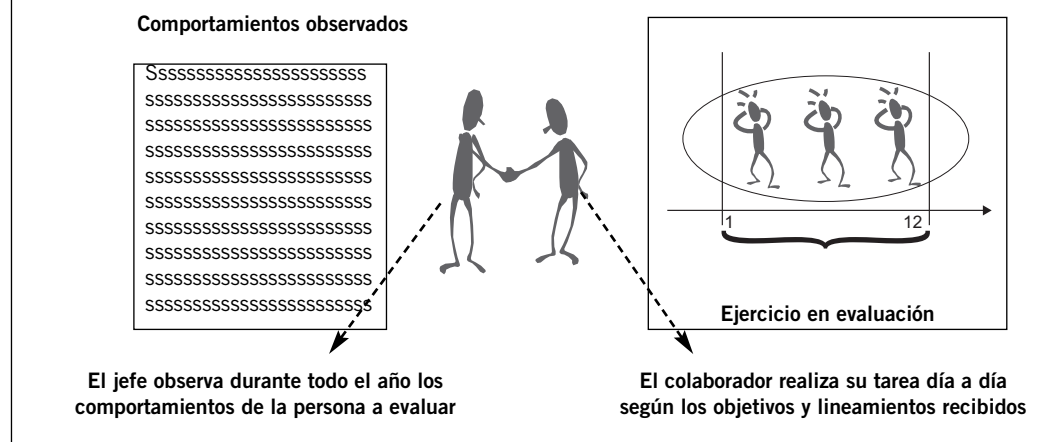 Comportamientos observados
Sssssssssssssssssssssss
ssssssssssssssssssssssss
ssssssssssssssssssssssss
ssssssssssssssssssssssss
ssssssssssssssssssssssss
ssssssssssssssssssssssss
ssssssssssssssssssssssss
ssssssssssssssssssssssss
ssssssssssssssssssssssss
ssssssssssssssssssssssss
1 12
Ejercicio en evaluación
El jefe observa durante todo el año los
comportamientos de la persona a evaluar
El colaborador realiza su tarea día a día
según los objetivos y lineamientos recibidos